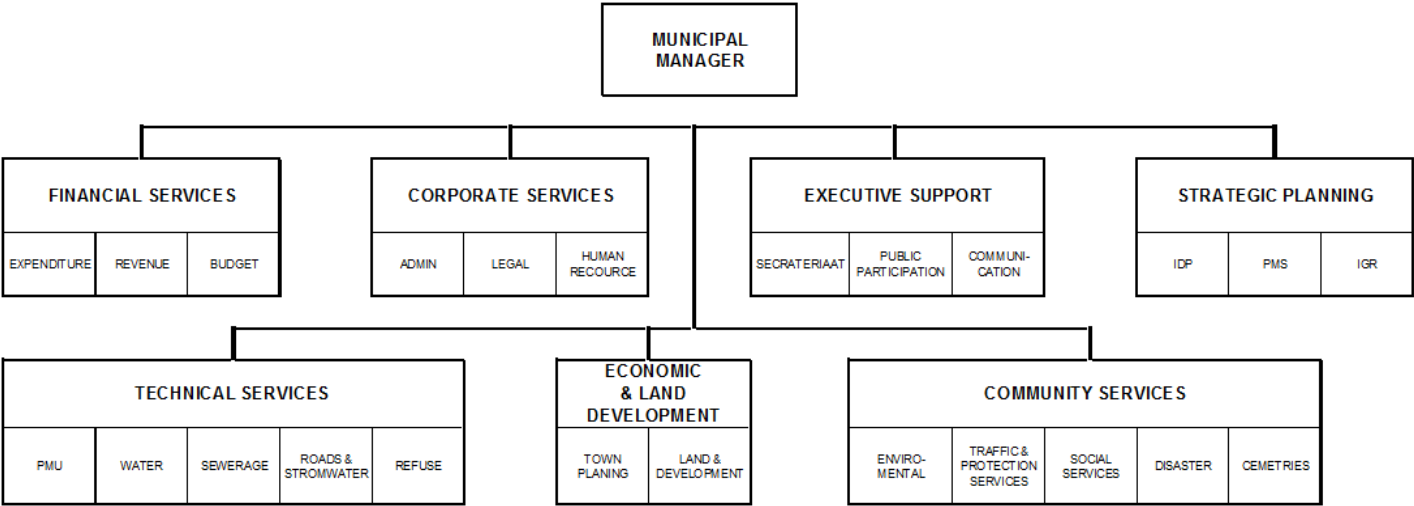 MUNICIPAL
MANAGER
FINANCIAL SERVICES
EXPENDITURE
REVENUE
BUDGET
CORPORATE SERVICES
ADMIN
LEGAL
HUMAN
RECOURCE
EXECUTIVE SUPPORT
SECRATERIAAT
PUBLIC
PARTICIPATION
COMMUNI-
CATION
STRATEGIC PLANNING
IDP
PMS
IGR
TECHNICAL SERVICES
PMU
WATER
SEWERAGE
ROADS &
STROMWATER
REFUSE
ECONOMIC
& LAND
DEVELOPMENT
TOWN
PLANING
LAND &
DEVELOPMENT
COMMUNITY SERVICES
ENVIRO-
MENTAL
TRAFFIC &
PROTECTION
SERVICES
SOCIAL
SERVICES
DISASTER
CEMETRIES